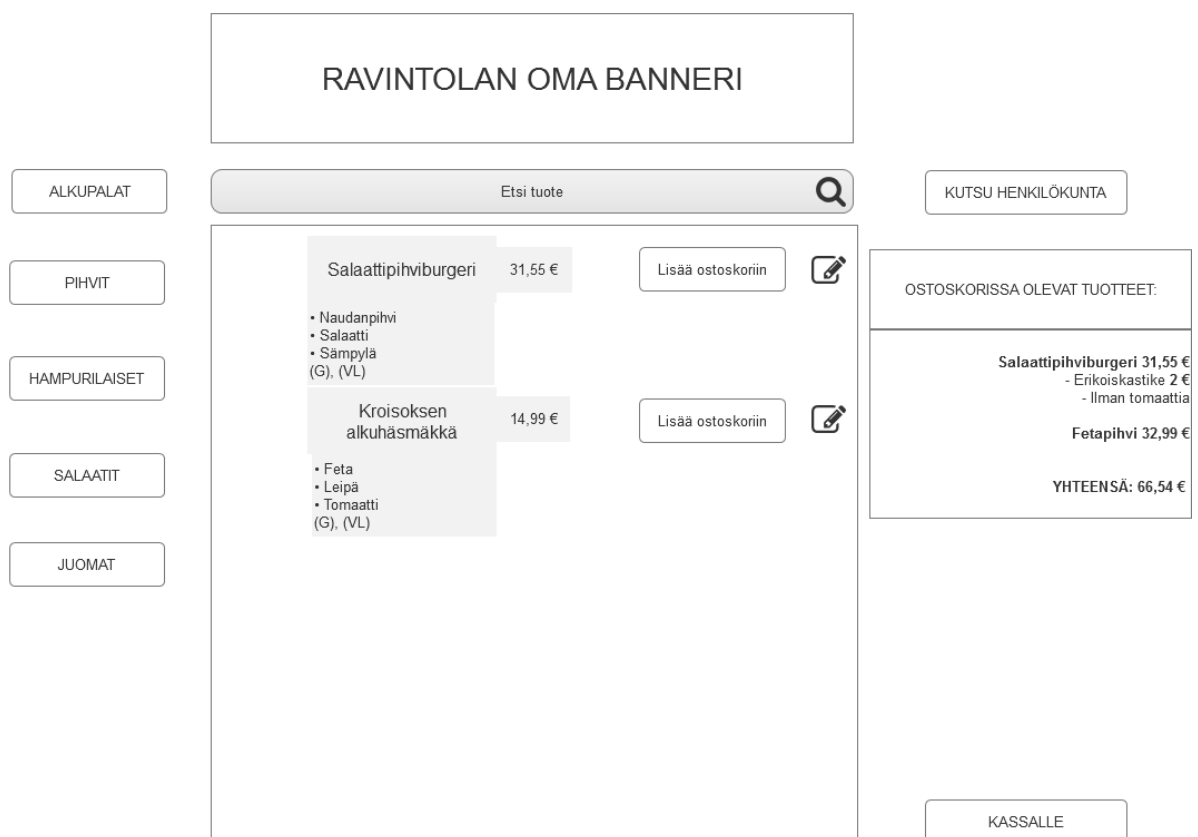 RAVINTOLAN OMA BANNERI
ALKUPALAT
Etsi tuote
KUTSU HENKILÖKUNTA
PIHVIT
HAMPURILAISET
SALAATIT
JUOMAT
Salaattipihviburgeri
31,55 €
Lisää ostoskoriin
• Naudanpihvi
• Salaatti
• Sämpylä
(G), (VL)
Kroisoksen
alkuhäsmäkkä
14,99 €
Lisää ostoskoriin
• Feta
• Leipä
• Tomaatti
(G), (VL)
OSTOSKORISSA OLEVAT TUOTTEET:
Salaattipihviburgeri 31,55 €
- Erikoiskastike 2 €
- Ilman tomaattia
Fetapihvi 32,99 €
YHTEENSÄ: 66,54 €
KASSALLE